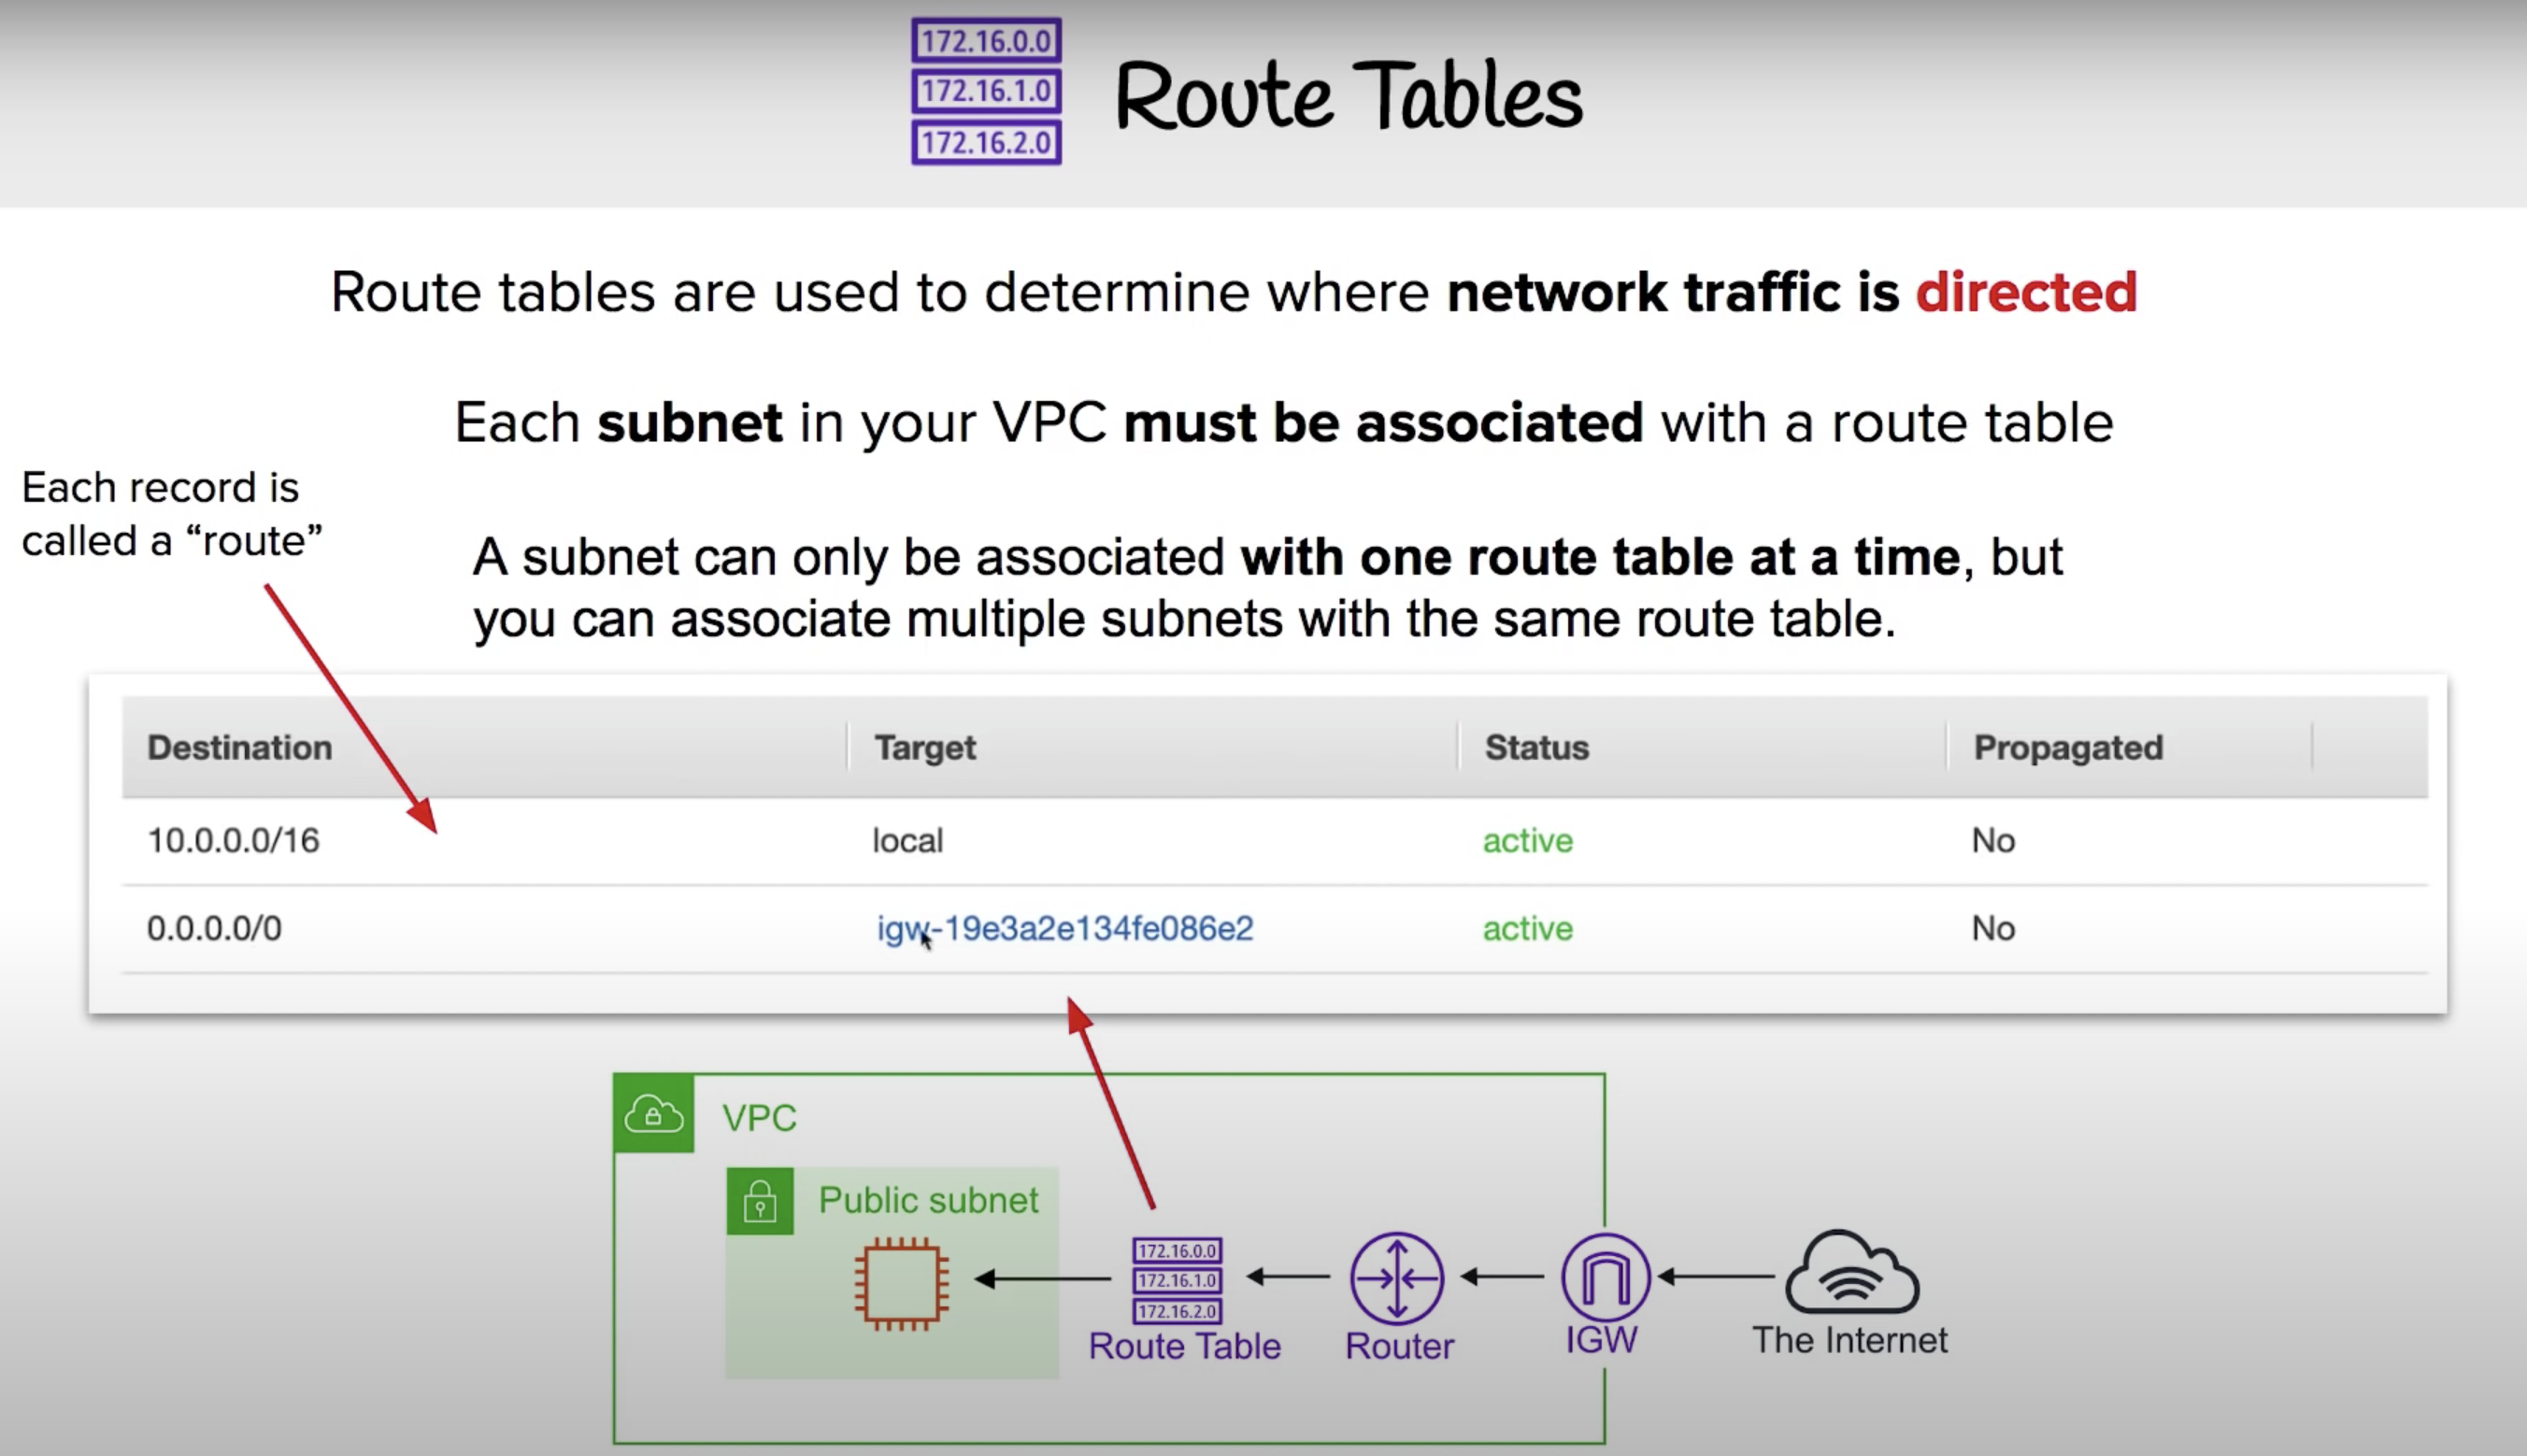 172.16.0.0
172.16.1.0
172.16.2.0
Route Tables
Route tables are used to determine where network traffic is directed
Each subnet in your VPC must be associated with a route table
Each record is
called a “route”
A subnet can only be associated with one route table at a time, but
you can associate multiple subnets with the same route table.
Destination Target Status Propagated
10.0.0.0/16 local active No
0.0.0.0/0 igw-19e3a2e134fe086e2 active No
VPC
Public subnet
172.16.0.0
172.16.1.0
172.16.2.0
Route Table
Router
IGW
The Internet